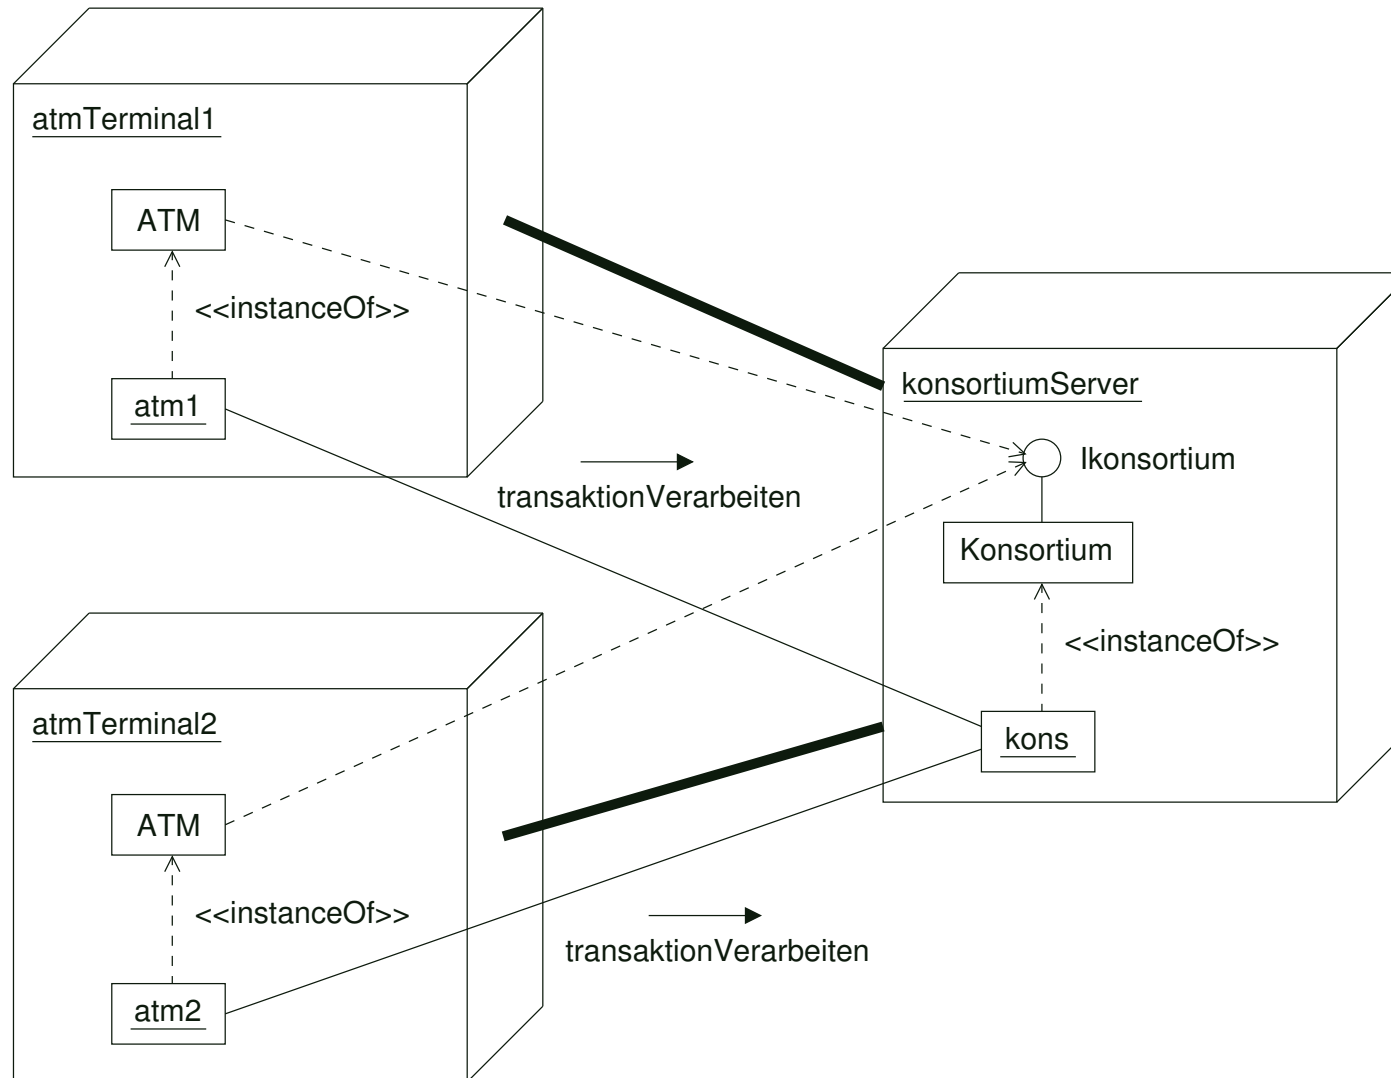 atmTerminal1
ATM
<<instanceOf>>
atm1
transaktionVerarbeiten
konsortiumServer
Ikonsortium
Konsortium
<<instanceOf>>
kons
atmTerminal2
ATM
<<instanceOf>>
atm2
transaktionVerarbeiten